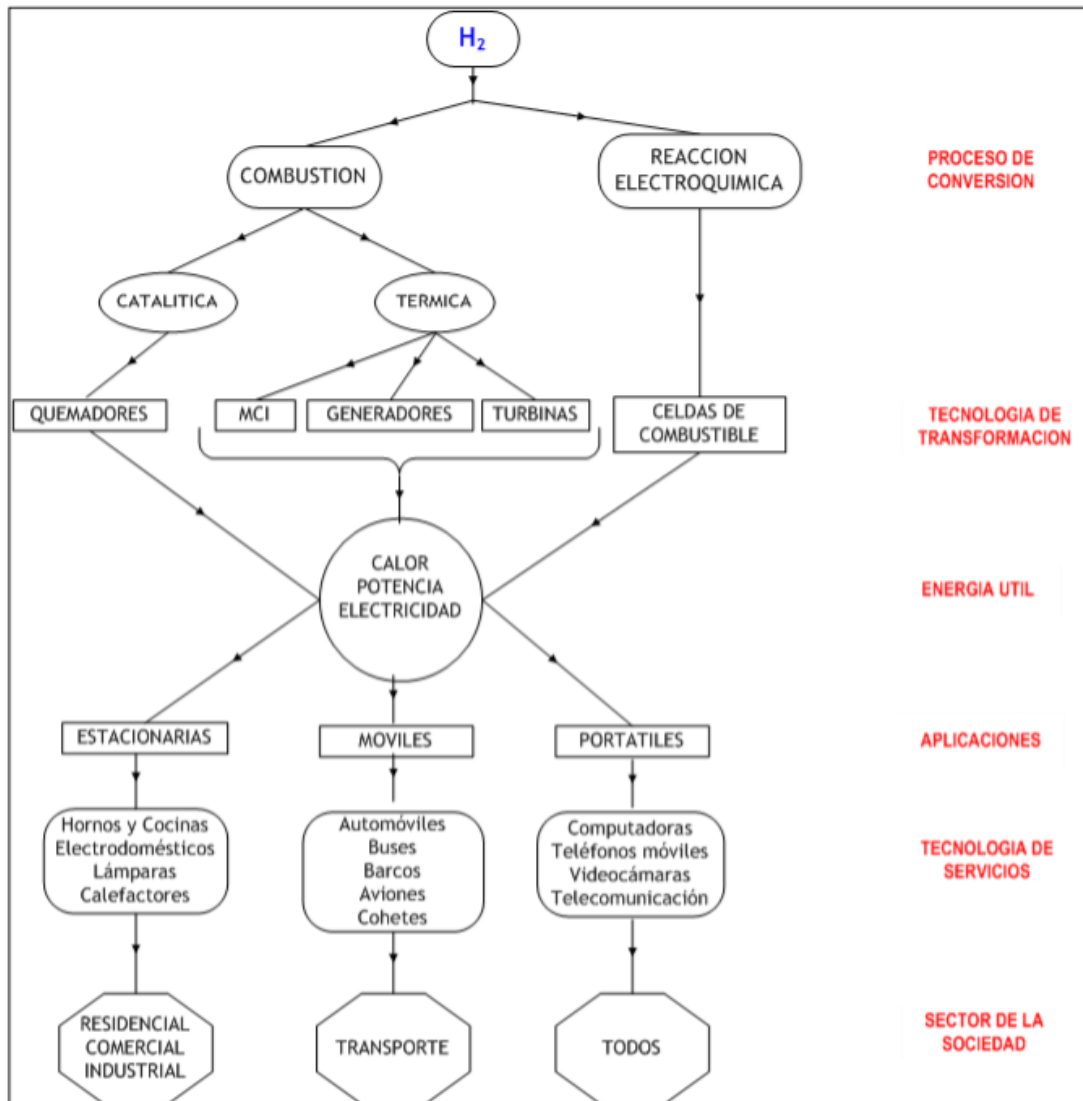 H₂
COMBUSTION
REACCION
ELECTROQUIMICA
PROCESO DE
CONVERSION
CATALITICA
TERMICA
QUEMADORES
MCI
GENERADORES
TURBINAS
CELDAS DE
COMBUSTIBLE
TECNOLOGIA DE
TRANSFORMACION
CALOR
POTENCIA
ELECTRICIDAD
ENERGIA UTIL
ESTACIONARIAS
MOVILES
PORTATILES
APLICACIONES
Hornos y Cocinas
Electrodoméstico​s
Lámparas
Calefactores
Automóviles
Buses
Barcos
Aviones
Cohetes
Computadoras
Teléfonos móviles
Videocámaras
Telecomunicación
TECNOLOGIA DE
SERVICIOS
RESIDENCIAL
COMERCIAL
INDUSTRIAL
TRANSPORTE
TODOS
SECTOR DE LA
SOCIEDAD